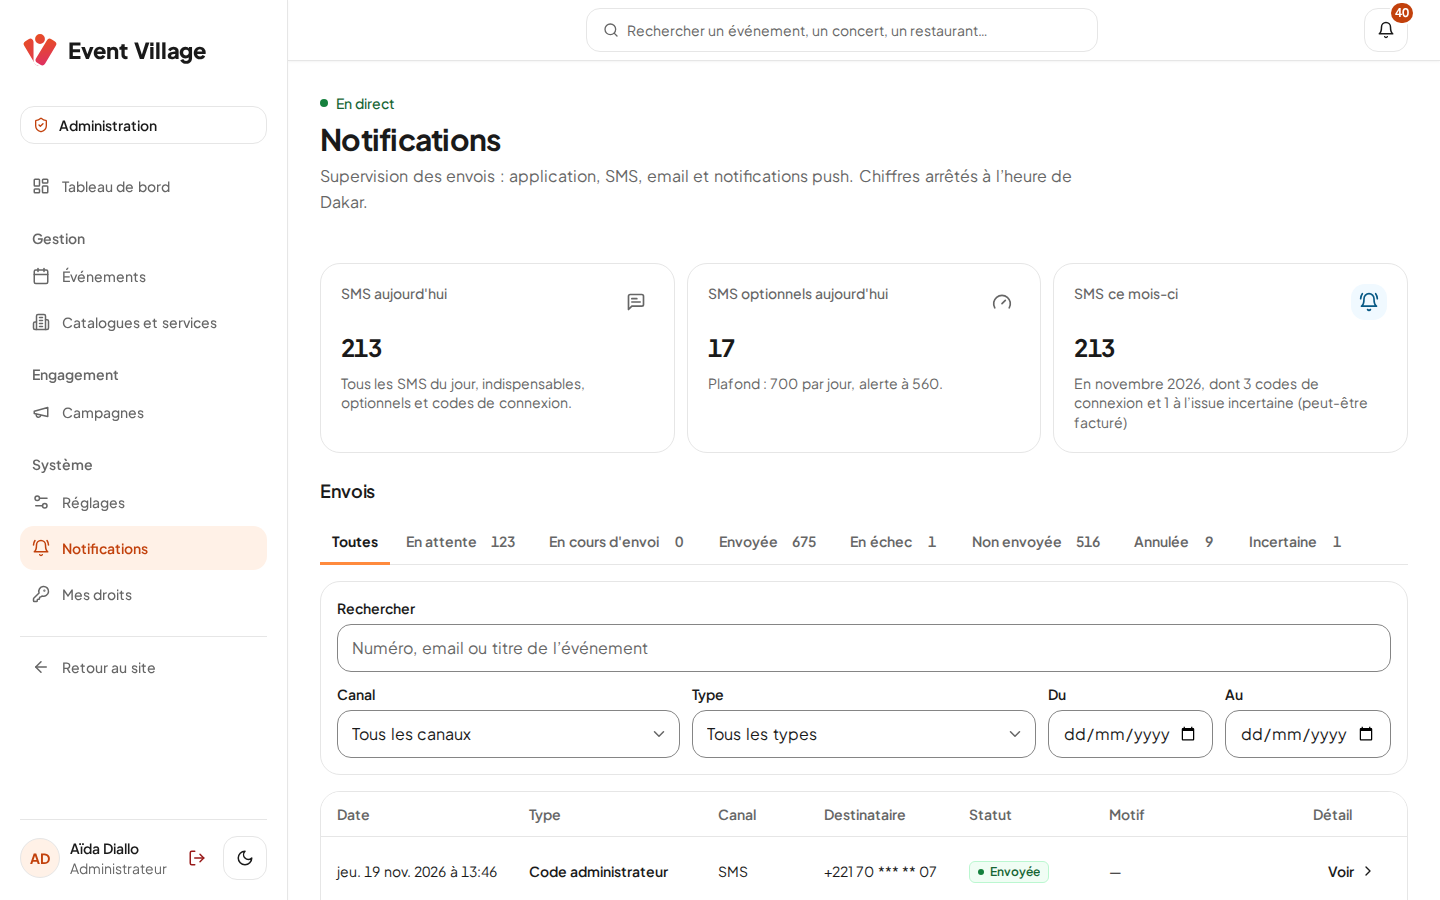 Event Village
Rechercher un événement, un concert, un restaurant…
40
Administration
Tableau de bord
Gestion
Événements
Catalogues et services
Engagement
Campagnes
Système
Réglages
Notifications
Mes droits
Retour au site
AD
Aïda Diallo
Administrateur
En direct
Notifications
Supervision des envois : application, SMS, email et notifications push. Chiffres arrêtés à l’heure de
Dakar.
SMS aujourd'hui
213
Tous les SMS du jour, indispensables,
optionnels et codes de connexion.
SMS optionnels aujourd'hui
17
Plafond : 700 par jour, alerte à 560.
SMS ce mois-ci
213
En novembre 2026, dont 3 codes de
connexion et 1 à l’issue incertaine (peut-être
facturé)
Envois
Toutes En attente 123 En cours d'envoi 0 Envoyée 675 En échec 1 Non envoyée 516 Annulée 9 Incertaine 1
Rechercher
Numéro, email ou titre de l’événement
Canal Type Du Au
Tous les canaux Tous les types dd/mm/yyyy dd/mm/yyyy
Date Type Canal Destinataire Statut Motif Détail
jeu. 19 nov. 2026 à 13:46 Code administrateur SMS +221 70 *** ** 07 Envoyée — Voir